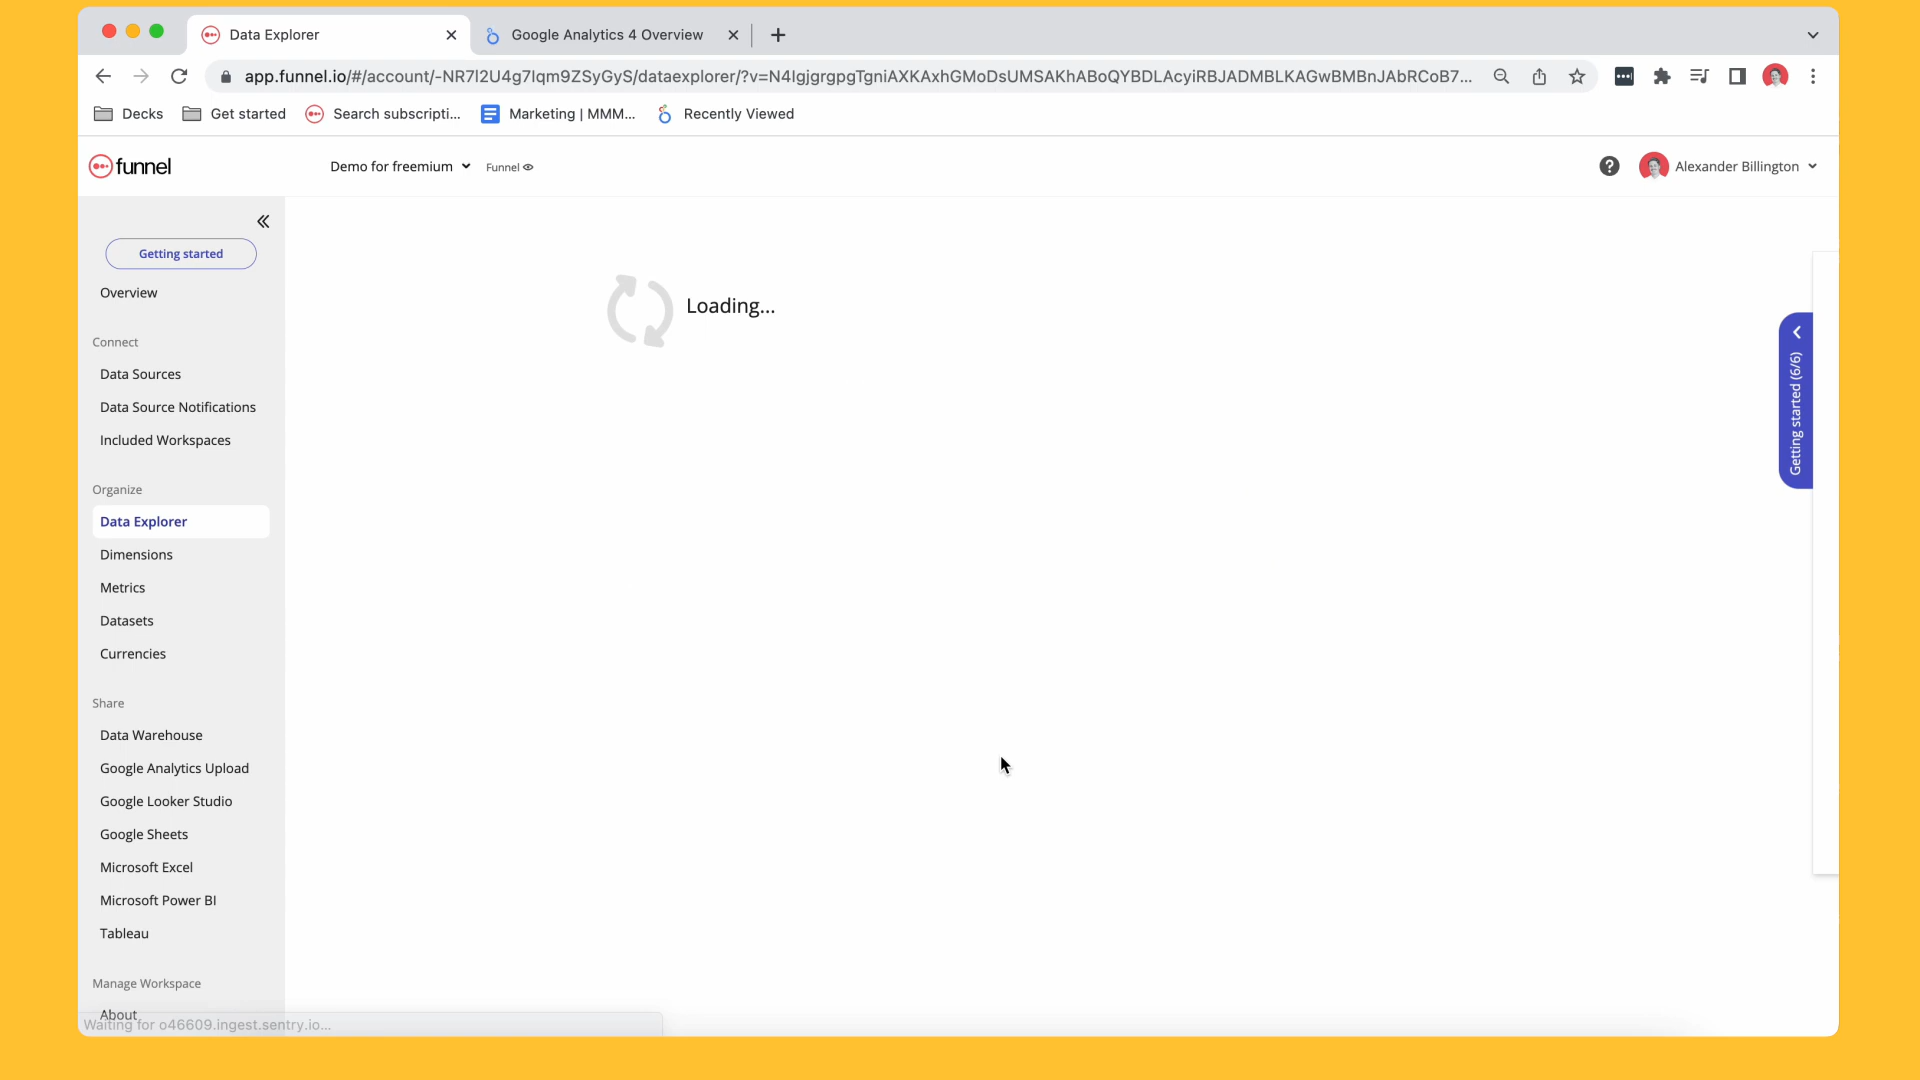 Data Explorer
Google Analytics 4 Overview
app.funnel.io/#/account/-NR7I2U4g7Iqm9ZSyGyS/dataexplorer/?v=N4IgjgrgpgTgniAXKAxhGMoDsUMSAKhABoQYBDLAcyiRBJADMBLKAGwBMBnJAbRCoB7...
Decks
Get started
Search subscripti...
Marketing | MMM...
Recently Viewed
funnel
Demo for freemium
Funnel
Alexander Billington
Getting started
Overview
Connect
Data Sources
Data Source Notifications
Included Workspaces
Organize
Data Explorer
Dimensions
Metrics
Datasets
Currencies
Share
Data Warehouse
Google Analytics Upload
Google Looker Studio
Google Sheets
Microsoft Excel
Microsoft Power BI
Tableau
Manage Workspace
About
Waiting for o46609.ingest.sentry.io...
Loading...
Getting started (6/6)